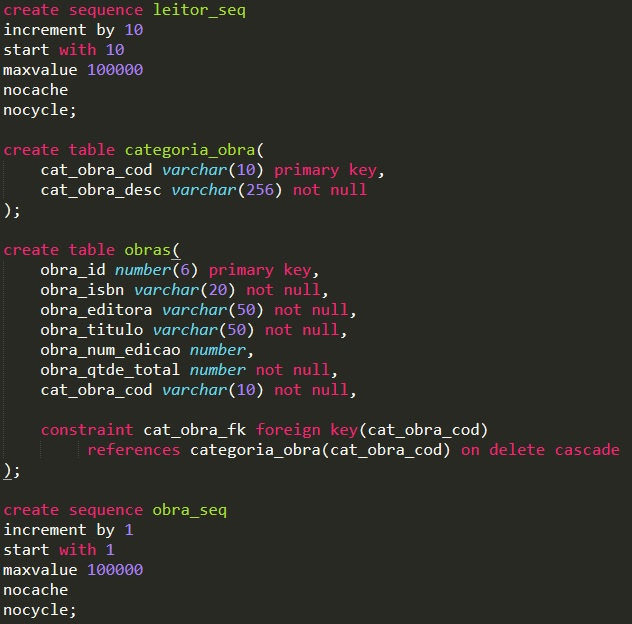 create sequence leitor_seq
increment by 10
start with 10
maxvalue 100000
nocache
nocycle;

create table categoria_obra(
    cat_obra_cod varchar(10) primary key,
    cat_obra_desc varchar(256) not null
);

create table obras(
    obra_id number(6) primary key,
    obra_isbn varchar(20) not null,
    obra_editora varchar(50) not null,
    obra_titulo varchar(50) not null,
    obra_num_edicao number,
    obra_qtde_total number not null,
    cat_obra_cod varchar(10) not null,

    constraint cat_obra_fk foreign key(cat_obra_cod)
         references categoria_obra(cat_obra_cod) on delete cascade
);

create sequence obra_seq
increment by 1
start with 1
maxvalue 100000
nocache
nocycle;